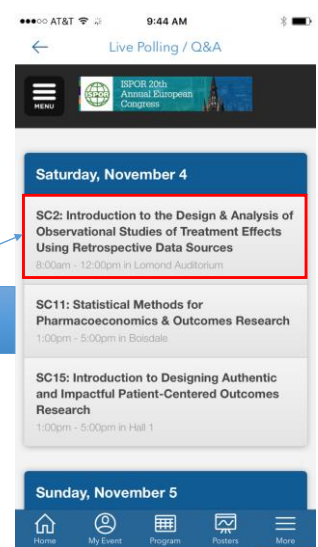 AT&T 9:44 AM
Live Polling / Q&A
MENU
ISPOR
ISPOR 20th
Annual European
Congress
Saturday, November 4
SC2: Introduction to the Design & Analysis of
Observational Studies of Treatment Effects
Using Retrospective Data Sources
8:00am - 12:00pm in Lomond Auditorium
SC11: Statistical Methods for
Pharmacoeconomics & Outcomes Research
1:00pm - 5:00pm in Boisdale
SC15: Introduction to Designing Authentic
and Impactful Patient-Centered Outcomes
Research
1:00pm - 5:00pm in Hall 1
Sunday, November 5
Home My Event Program Posters More